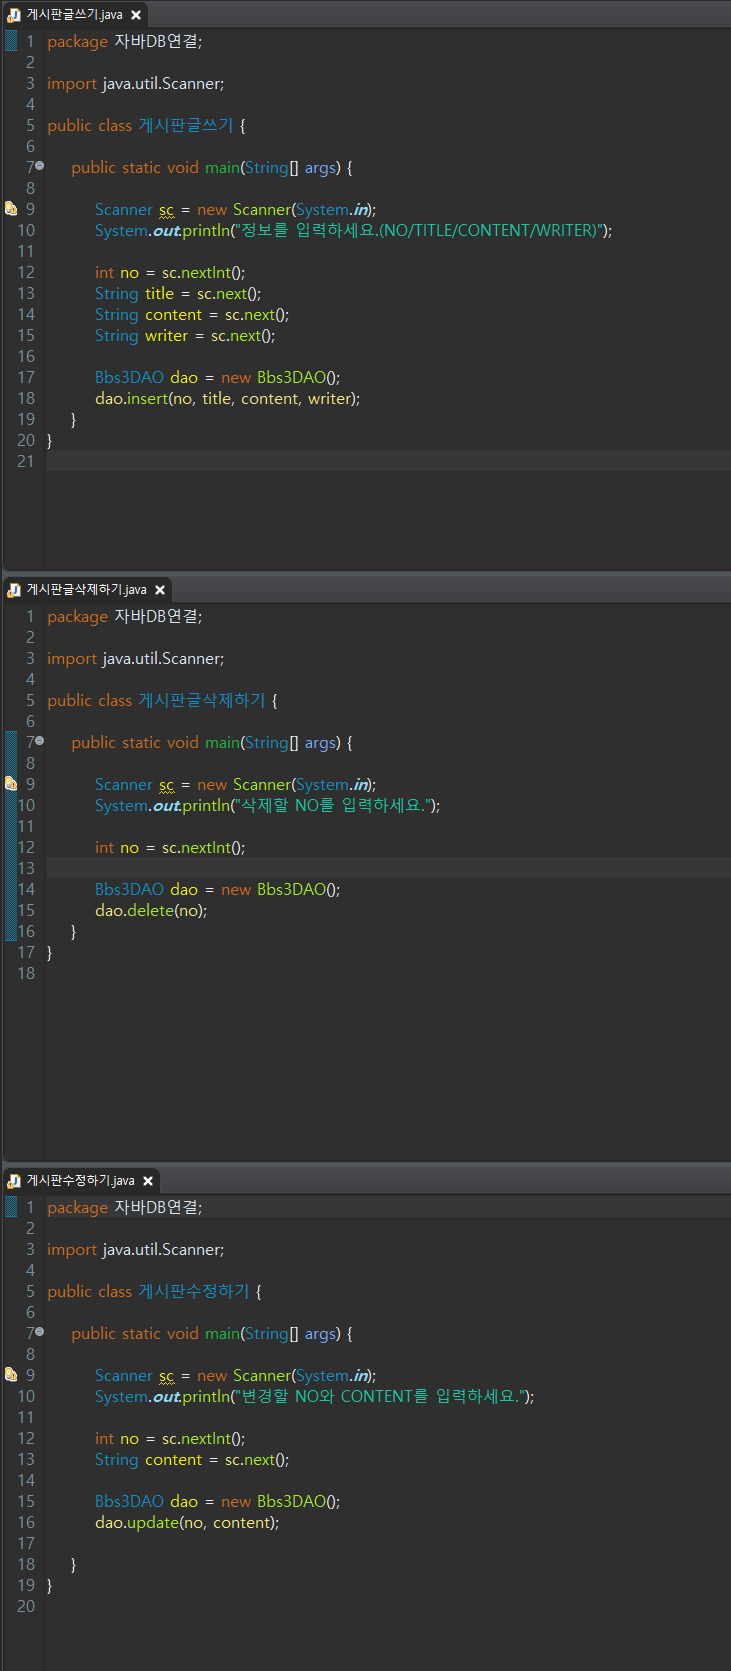 게시판글쓰기.java
1 package 자바DB연결;
2
3 import java.util.Scanner;
4
5 public class 게시판글쓰기 {
6
7 public static void main(String[] args) {
8
9 Scanner sc = new Scanner(System.in);
10 System.out.println("정보를 입력하세요.(NO/TITLE/CONTENT/WRITER)");
11
12 int no = sc.nextInt();
13 String title = sc.next();
14 String content = sc.next();
15 String writer = sc.next();
16
17 Bbs3DAO dao = new Bbs3DAO();
18 dao.insert(no, title, content, writer);
19 }
20 }
21
게시판글삭제하기.java
1 package 자바DB연결;
2
3 import java.util.Scanner;
4
5 public class 게시판글삭제하기 {
6
7 public static void main(String[] args) {
8
9 Scanner sc = new Scanner(System.in);
10 System.out.println("삭제할 NO를 입력하세요.");
11
12 int no = sc.nextInt();
13
14 Bbs3DAO dao = new Bbs3DAO();
15 dao.delete(no);
16 }
17 }
18
게시판수정하기.java
1 package 자바DB연결;
2
3 import java.util.Scanner;
4
5 public class 게시판수정하기 {
6
7 public static void main(String[] args) {
8
9 Scanner sc = new Scanner(System.in);
10 System.out.println("변경할 NO와 CONTENT를 입력하세요.");
11
12 int no = sc.nextInt();
13 String content = sc.next();
14
15 Bbs3DAO dao = new Bbs3DAO();
16 dao.update(no, content);
17
18 }
19 }
20